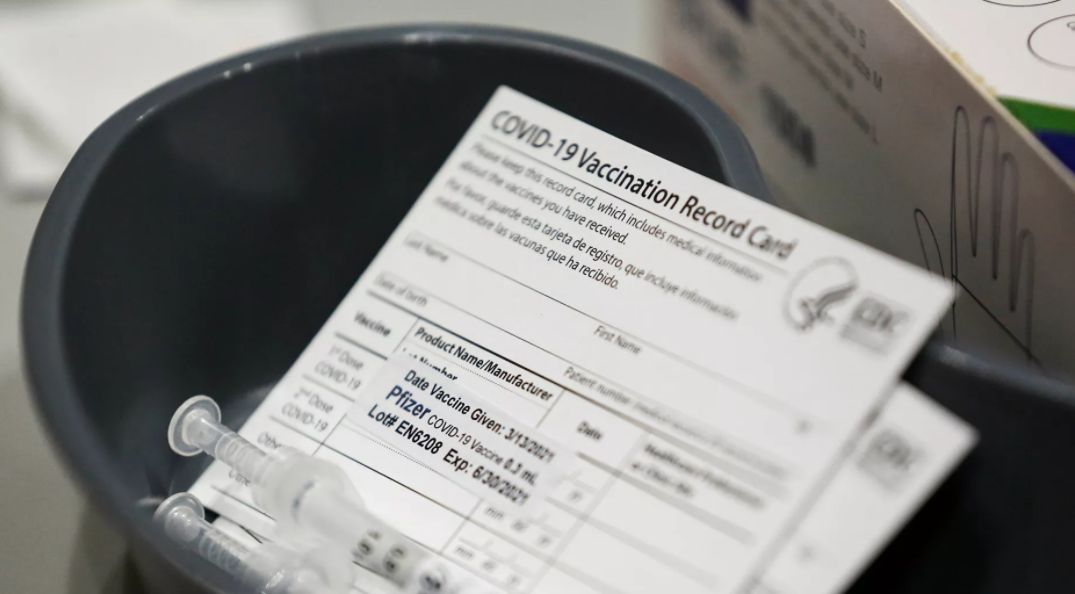 COVID-19 Vaccination Record Card
Please keep this record card, which includes medical information
about the vaccines you have received.
Por favor, guarde esta tarjeta de registro, que incluye información
médica sobre las vacunas que ha recibido.
Last Name
First Name
Date of birth
Patient number
Vaccine
Product Name/Manufacturer
Date
Lot Number
1st Dose
COVID-19
2nd Dose
COVID-19
Other
Date Vaccine Given: 3/13/2021
Pfizer COVID-19 Vaccine 0.3 mL
Lot# EN6208 Exp: 6/30/2021
mm
mm
CDC